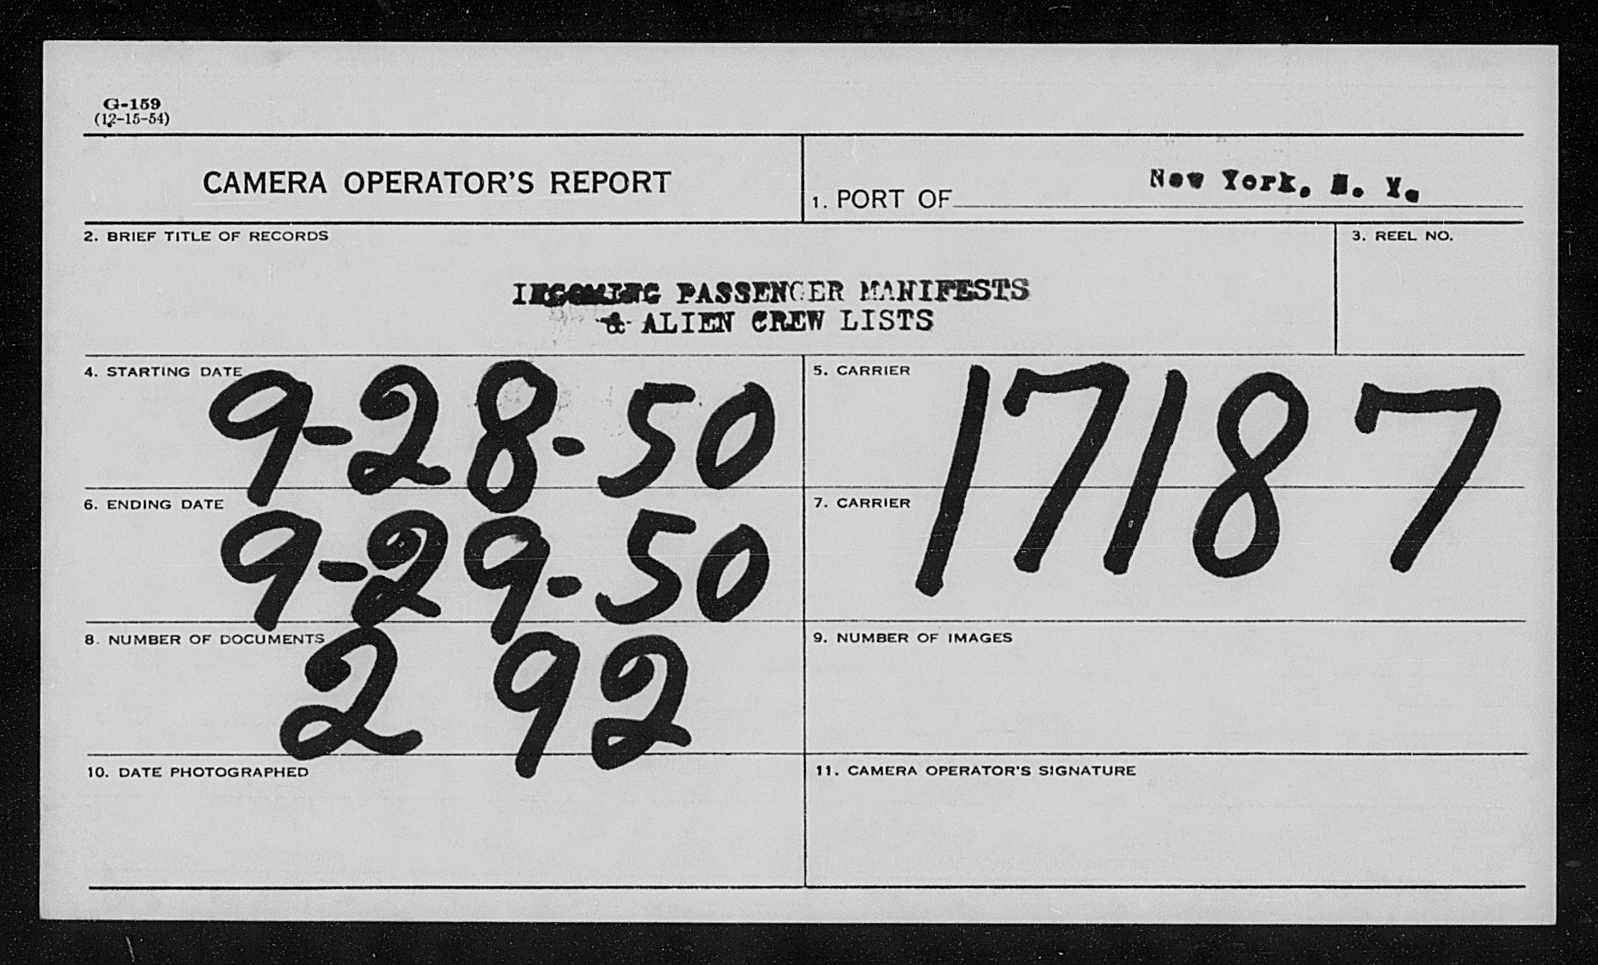 G-159
(12-15-54)
CAMERA OPERATOR'S REPORT
1. PORT OF New York, N. Y.
2. BRIEF TITLE OF RECORDS
3. REEL NO.
INCOMING PASSENGER MANIFESTS
& ALIEN CREW LISTS
4. STARTING DATE
9-28-50
5. CARRIER
17187
6. ENDING DATE
9-29-50
7. CARRIER
8. NUMBER OF DOCUMENTS
2 92
9. NUMBER OF IMAGES
10. DATE PHOTOGRAPHED
11. CAMERA OPERATOR'S SIGNATURE